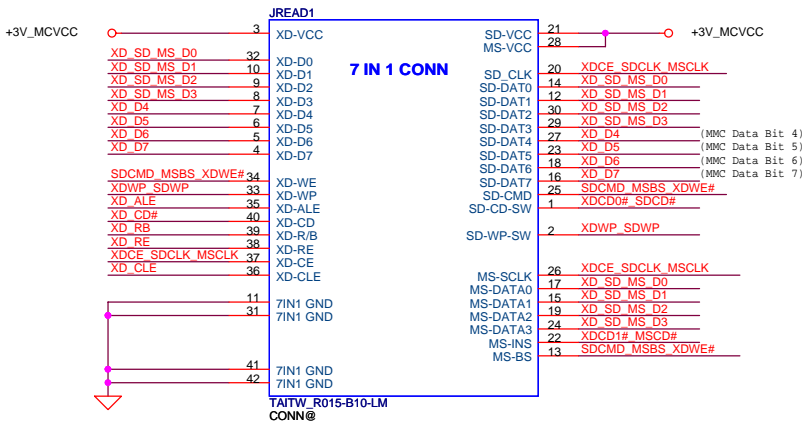 JREAD1
+3V_MCVCC 3 XD-VCC SD-VCC 21 +3V_MCVCC
MS-VCC 28
7 IN 1 CONN
XD_SD_MS_D0 32 XD-D0
XD_SD_MS_D1 10 XD-D1
XD_SD_MS_D2 9 XD-D2
XD_SD_MS_D3 8 XD-D3
XD_D4 7 XD-D4
XD_D5 6 XD-D5
XD_D6 5 XD-D6
XD_D7 4 XD-D7
SDCMD_MSBS_XDWE# 34 XD-WE
XDWP_SDWP 33 XD-WP
XD_ALE 35 XD-ALE
XD_CD# 40 XD-CD
XD_RB 39 XD-R/B
XD_RE 38 XD-RE
XDCE_SDCLK_MSCLK 37 XD-CE
XD_CLE 36 XD-CLE
11 7IN1 GND
31 7IN1 GND
41 7IN1 GND
42 7IN1 GND
SD_CLK 20 XDCE_SDCLK_MSCLK
SD-DAT0 14 XD_SD_MS_D0
SD-DAT1 12 XD_SD_MS_D1
SD-DAT2 30 XD_SD_MS_D2
SD-DAT3 29 XD_SD_MS_D3
SD-DAT4 27 XD_D4 (MMC Data Bit 4)
SD-DAT5 23 XD_D5 (MMC Data Bit 5)
SD-DAT6 18 XD_D6 (MMC Data Bit 6)
SD-DAT7 16 XD_D7 (MMC Data Bit 7)
SD-CMD 25 SDCMD_MSBS_XDWE#
SD-CD-SW 1 XDCD0#_SDCD#
SD-WP-SW 2 XDWP_SDWP
MS-SCLK 26 XDCE_SDCLK_MSCLK
MS-DATA0 17 XD_SD_MS_D0
MS-DATA1 15 XD_SD_MS_D1
MS-DATA2 19 XD_SD_MS_D2
MS-DATA3 24 XD_SD_MS_D3
MS-INS 22 XDCD1#_MSCD#
MS-BS 13 SDCMD_MSBS_XDWE#
TAITW_R015-B10-LM
CONN@